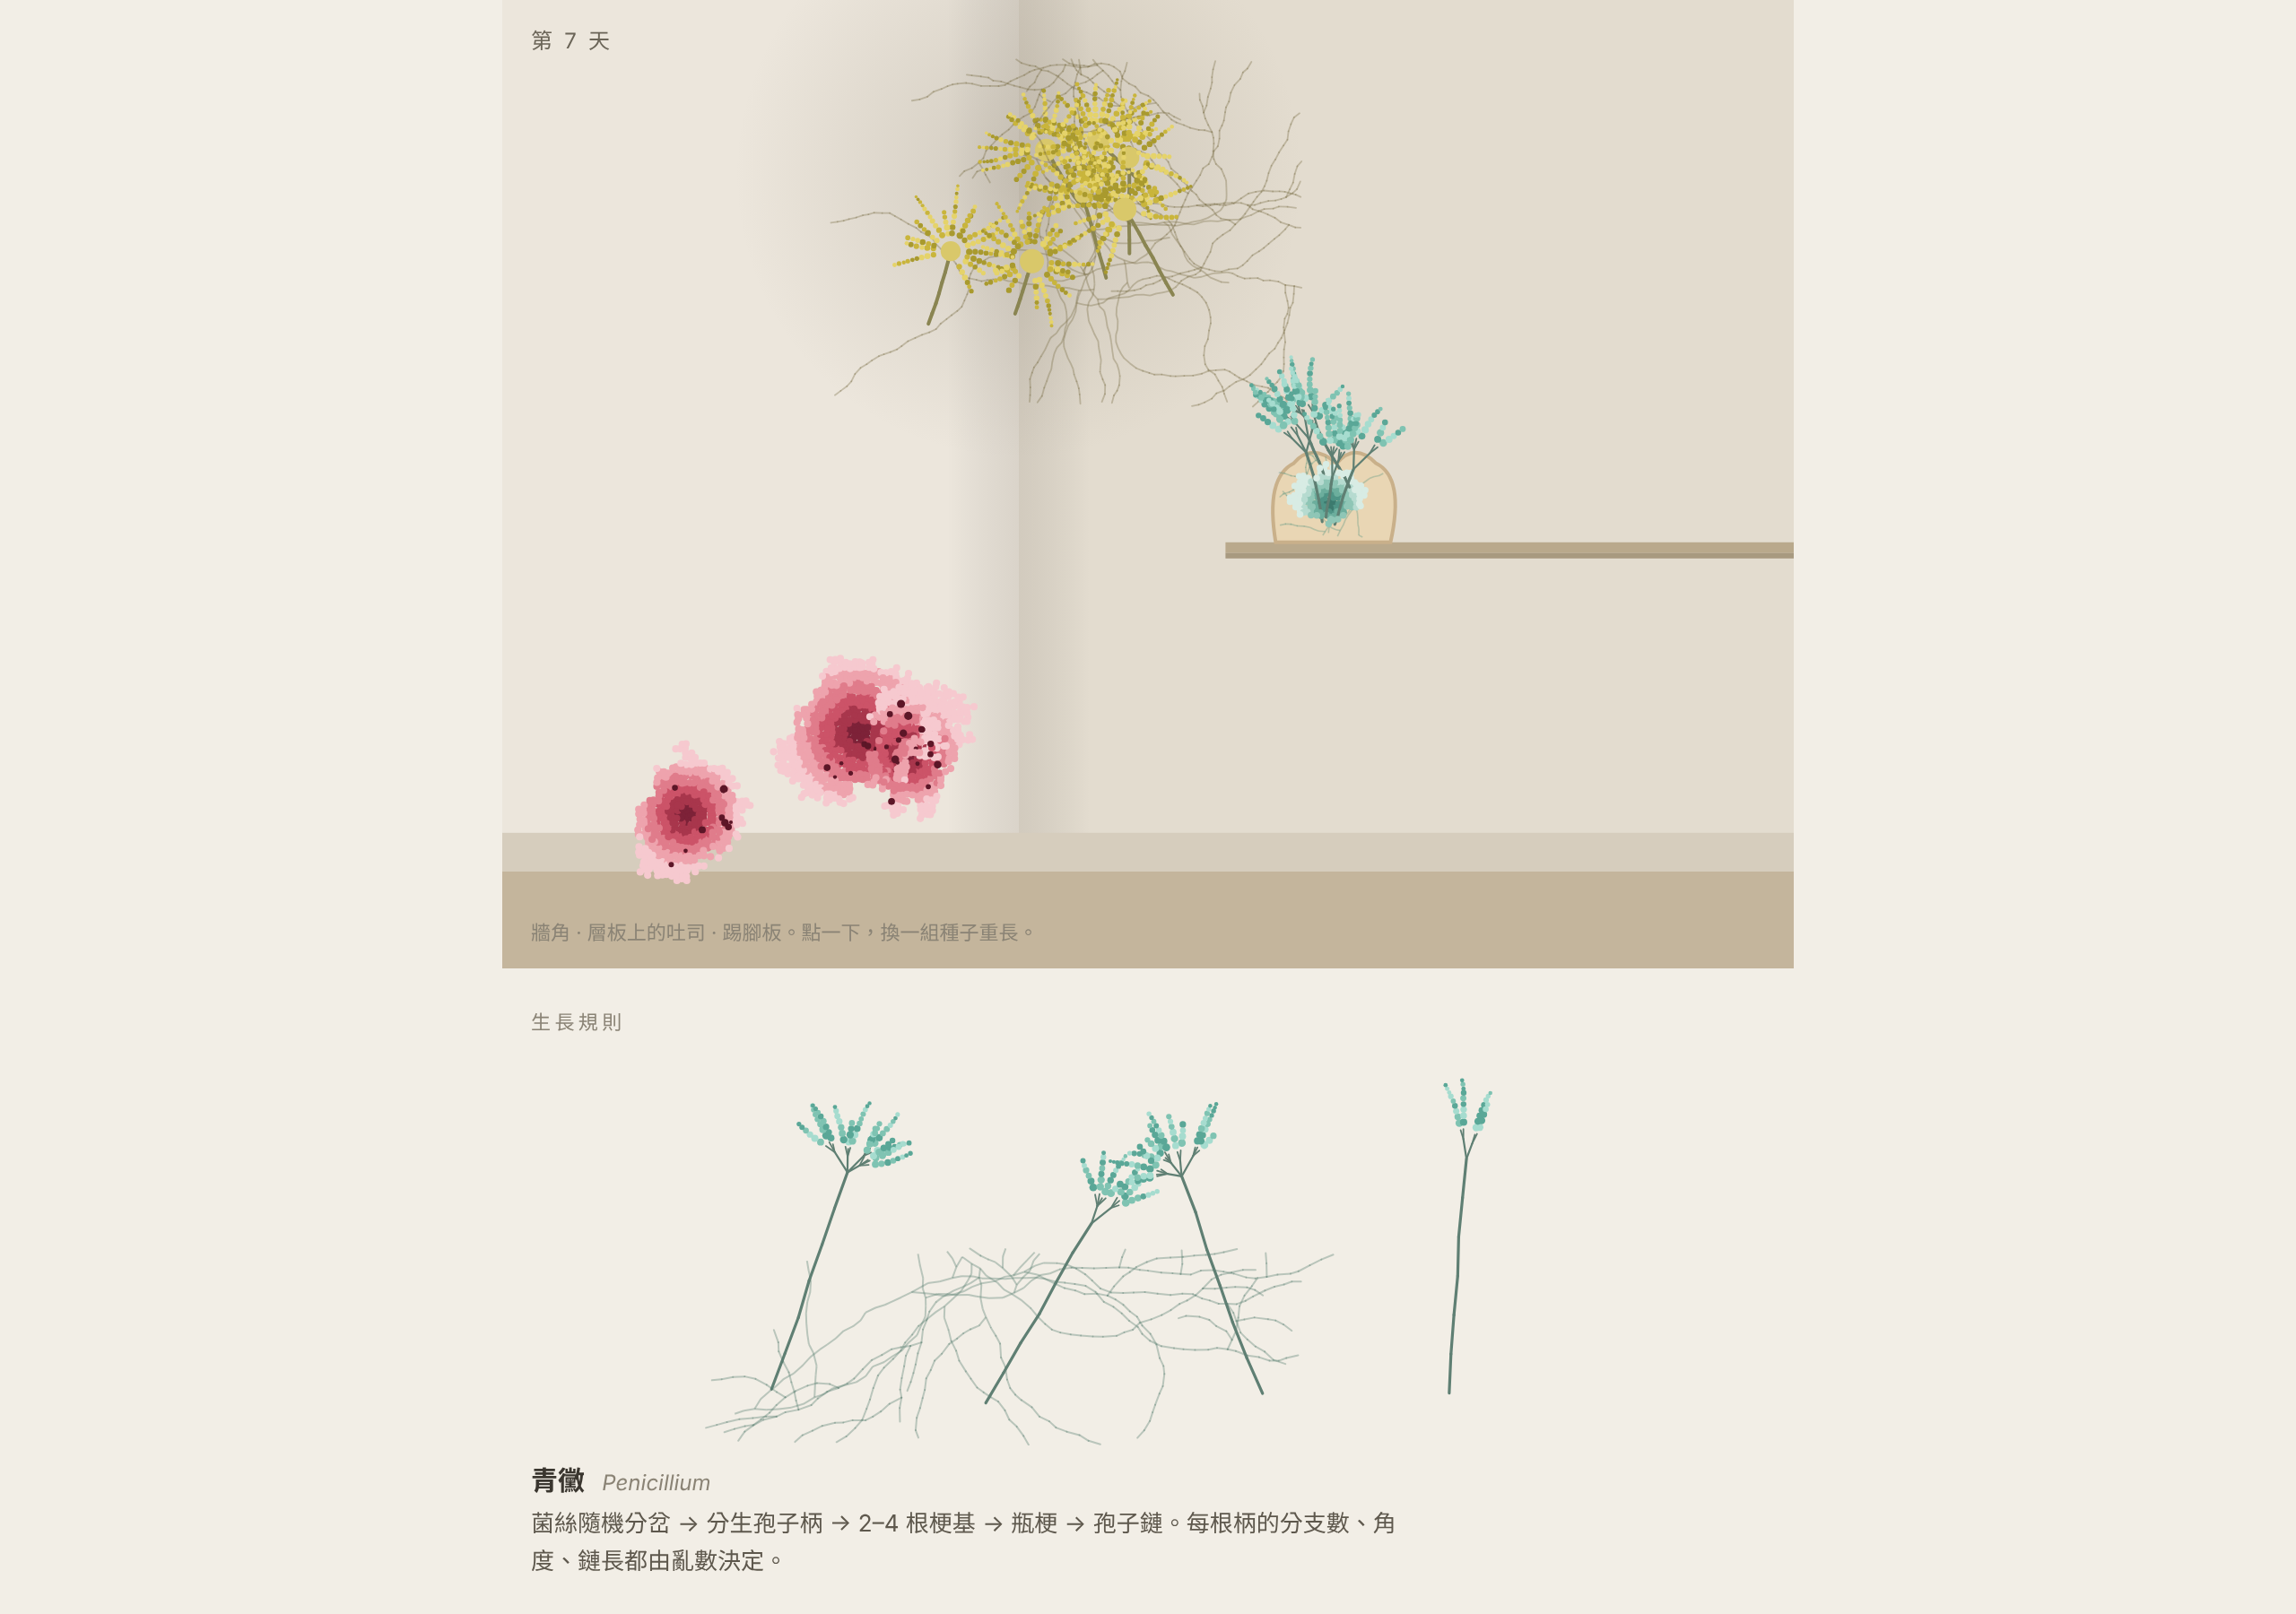 第 7 天
牆角 · 層板上的吐司 · 踢腳板。點一下，換一組種子重長。
生長規則
青黴 Penicillium
菌絲隨機分岔 → 分生孢子柄 → 2–4 根梗基 → 瓶梗 → 孢子鏈。每根柄的分支數、角
度、鏈長都由亂數決定。